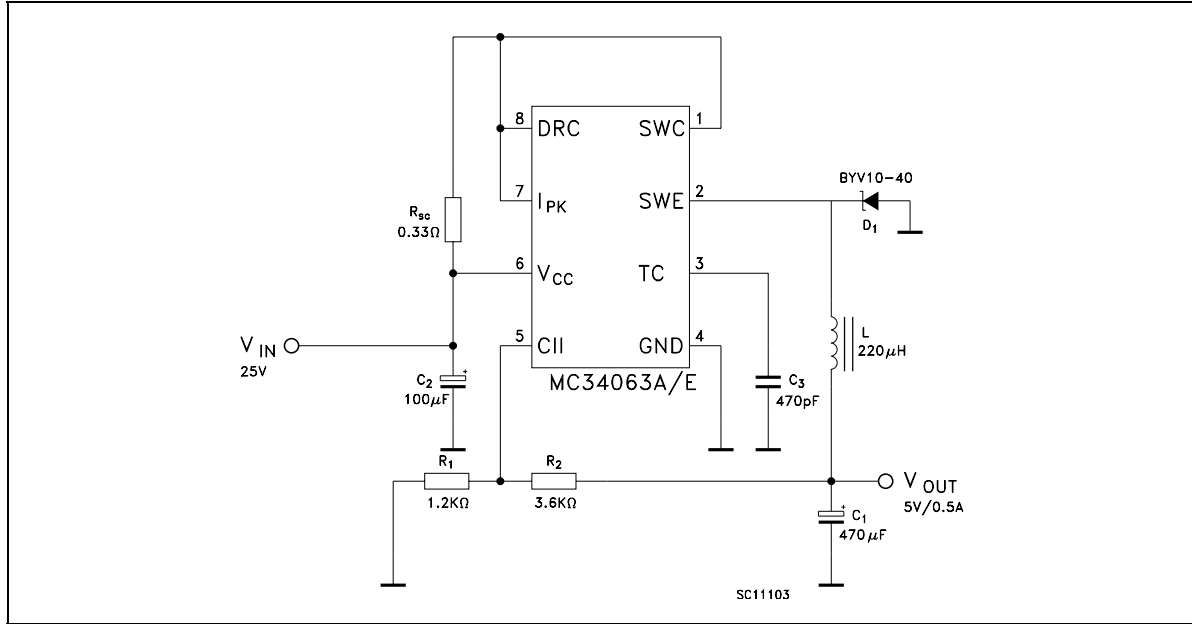 8 DRC SWC 1
7 I_PK SWE 2
BYV10-40
D1
Rsc
0.33Ω
6 VCC TC 3
V IN
25V
5 CII GND 4
L
220μH
MC34063A/E
C2
100μF
C3
470pF
R1
1.2KΩ
R2
3.6KΩ
V OUT
5V/0.5A
C1
470μF
SC11103